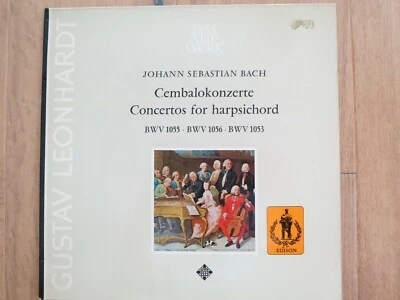 Das
Alte
Werk
JOHANN SEBASTIAN BACH
Cembalokonzerte
Concertos for harpsichord
BWV 1055 · BWV 1056 · BWV 1053
GUSTAV LEONHARDT
EDISON